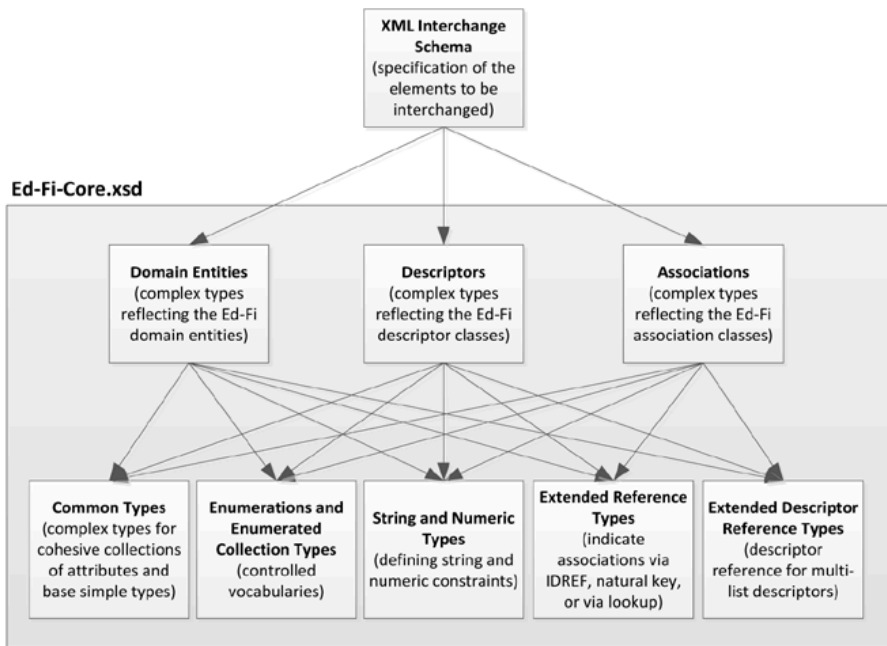 XML Interchange
Schema
(specification of the
elements to be
interchanged)
Ed-Fi-Core.xsd
Domain Entities
(complex types
reflecting the Ed-Fi
domain entities)
Descriptors
(complex types
reflecting the Ed-Fi
descriptor classes)
Associations
(complex types
reflecting the Ed-Fi
association classes)
Common Types
(complex types for
cohesive collections
of attributes and
base simple types)
Enumerations and
Enumerated
Collection Types
(controlled
vocabularies)
String and Numeric
Types
(defining string and
numeric constraints)
Extended Reference
Types
(indicate
associations via
IDREF, natural key,
or via lookup)
Extended Descriptor
Reference Types
(descriptor
reference for multi-
list descriptors)